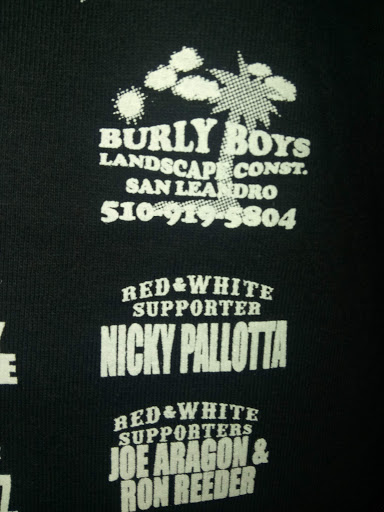 BURLY BOYS
LANDSCAPE CONST.
SAN LEANDRO
510-919-5804
RED & WHITE
SUPPORTER
NICKY PALLOTTA
RED & WHITE
SUPPORTERS
JOE ARAGON &
RON REEDER